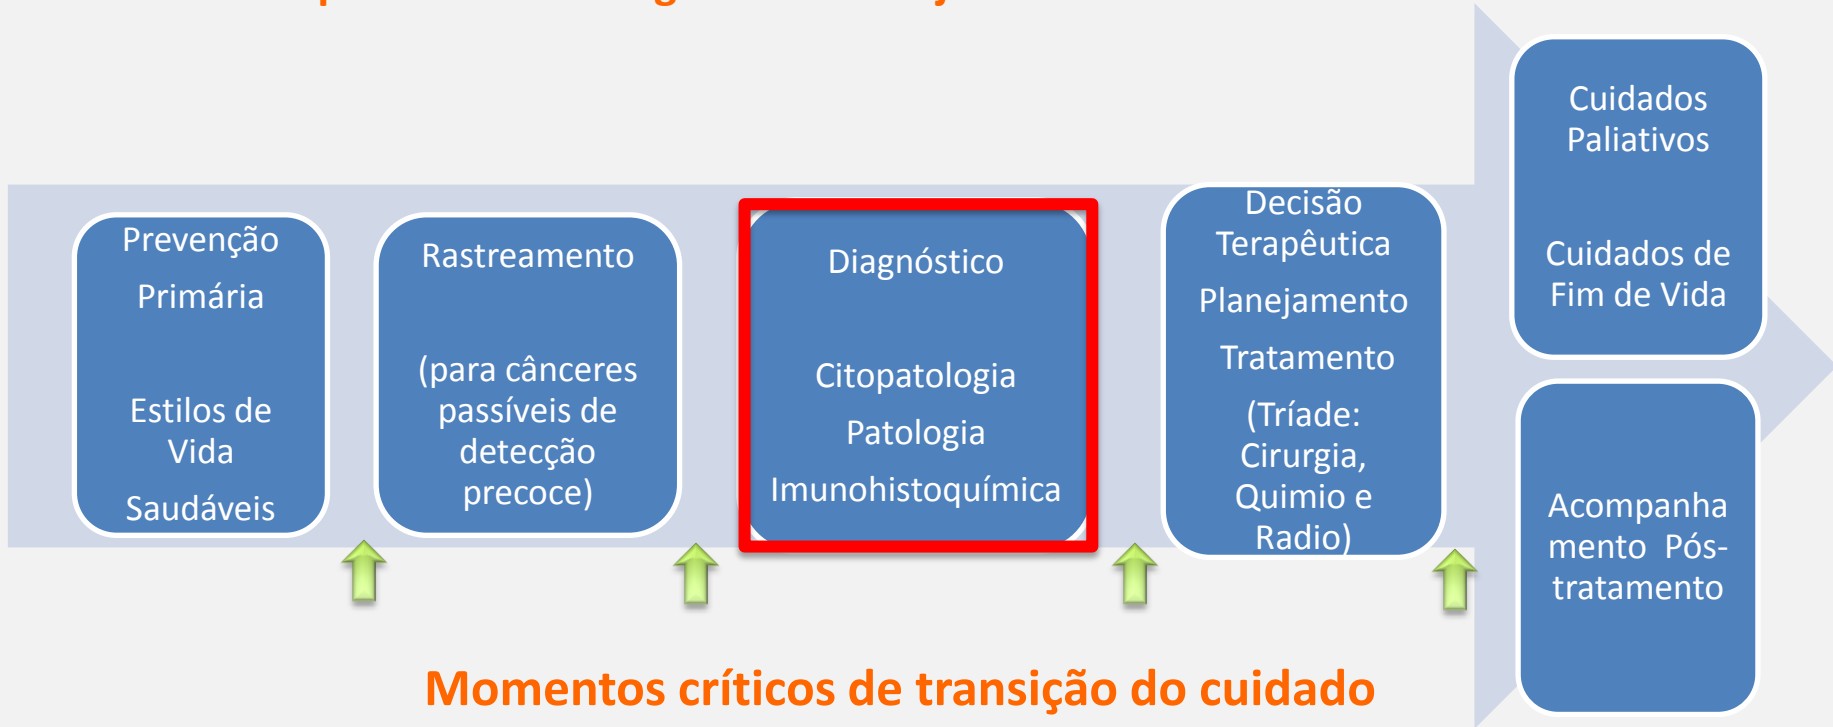 Prevenção
Primária
Estilos de
Vida
Saudáveis
Rastreamento
(para cânceres
passíveis de
detecção
precoce)
Diagnóstico
Citopatologia
Patologia
Imunohistoquímica
Decisão
Terapêutica
Planejamento
Tratamento
(Tríade:
Cirurgia,
Quimio e
Radio)
Cuidados
Paliativos
Cuidados de
Fim de Vida
Acompanha
mento Pós-
tratamento
Momentos críticos de transição do cuidado